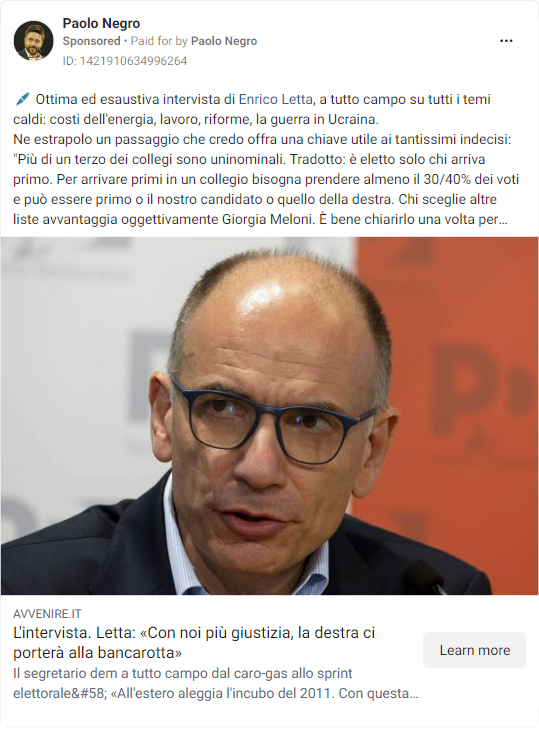 Paolo Negro
Sponsored • Paid for by Paolo Negro
ID: 1421910634996264
Ottima ed esaustiva intervista di Enrico Letta, a tutto campo su tutti i temi
caldi: costi dell'energia, lavoro, riforme, la guerra in Ucraina.
Ne estrapolo un passaggio che credo offra una chiave utile ai tantissimi indecisi:
"Più di un terzo dei collegi sono uninominali. Tradotto: è eletto solo chi arriva
primo. Per arrivare primi in un collegio bisogna prendere almeno il 30/40% dei voti
e può essere primo o il nostro candidato o quello della destra. Chi sceglie altre
liste avvantaggia oggettivamente Giorgia Meloni. È bene chiarirlo una volta per...
AVVENIRE.IT
L'intervista. Letta: «Con noi più giustizia, la destra ci
porterà alla bancarotta»
Learn more
Il segretario dem a tutto campo dal caro-gas allo sprint
elettorale&#58; «All'estero aleggia l'incubo del 2011. Con questa...